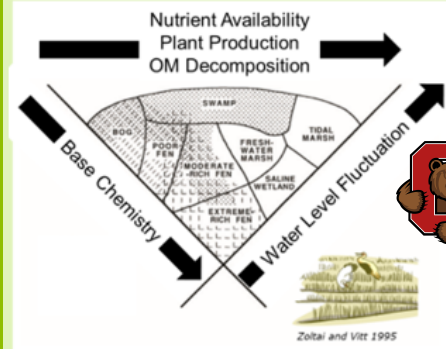 Nutrient Availability
Plant Production
OM Decomposition
SWAMP
BOG
POOR
FEN
MODERATE
-RICH FEN
FRESH-
WATER
MARSH
TIDAL
MARSH
SALINE
WETLAND
EXTREME-
RICH FEN
Base Chemistry
Water Level Fluctuation
Zoltai and Vitt 1995